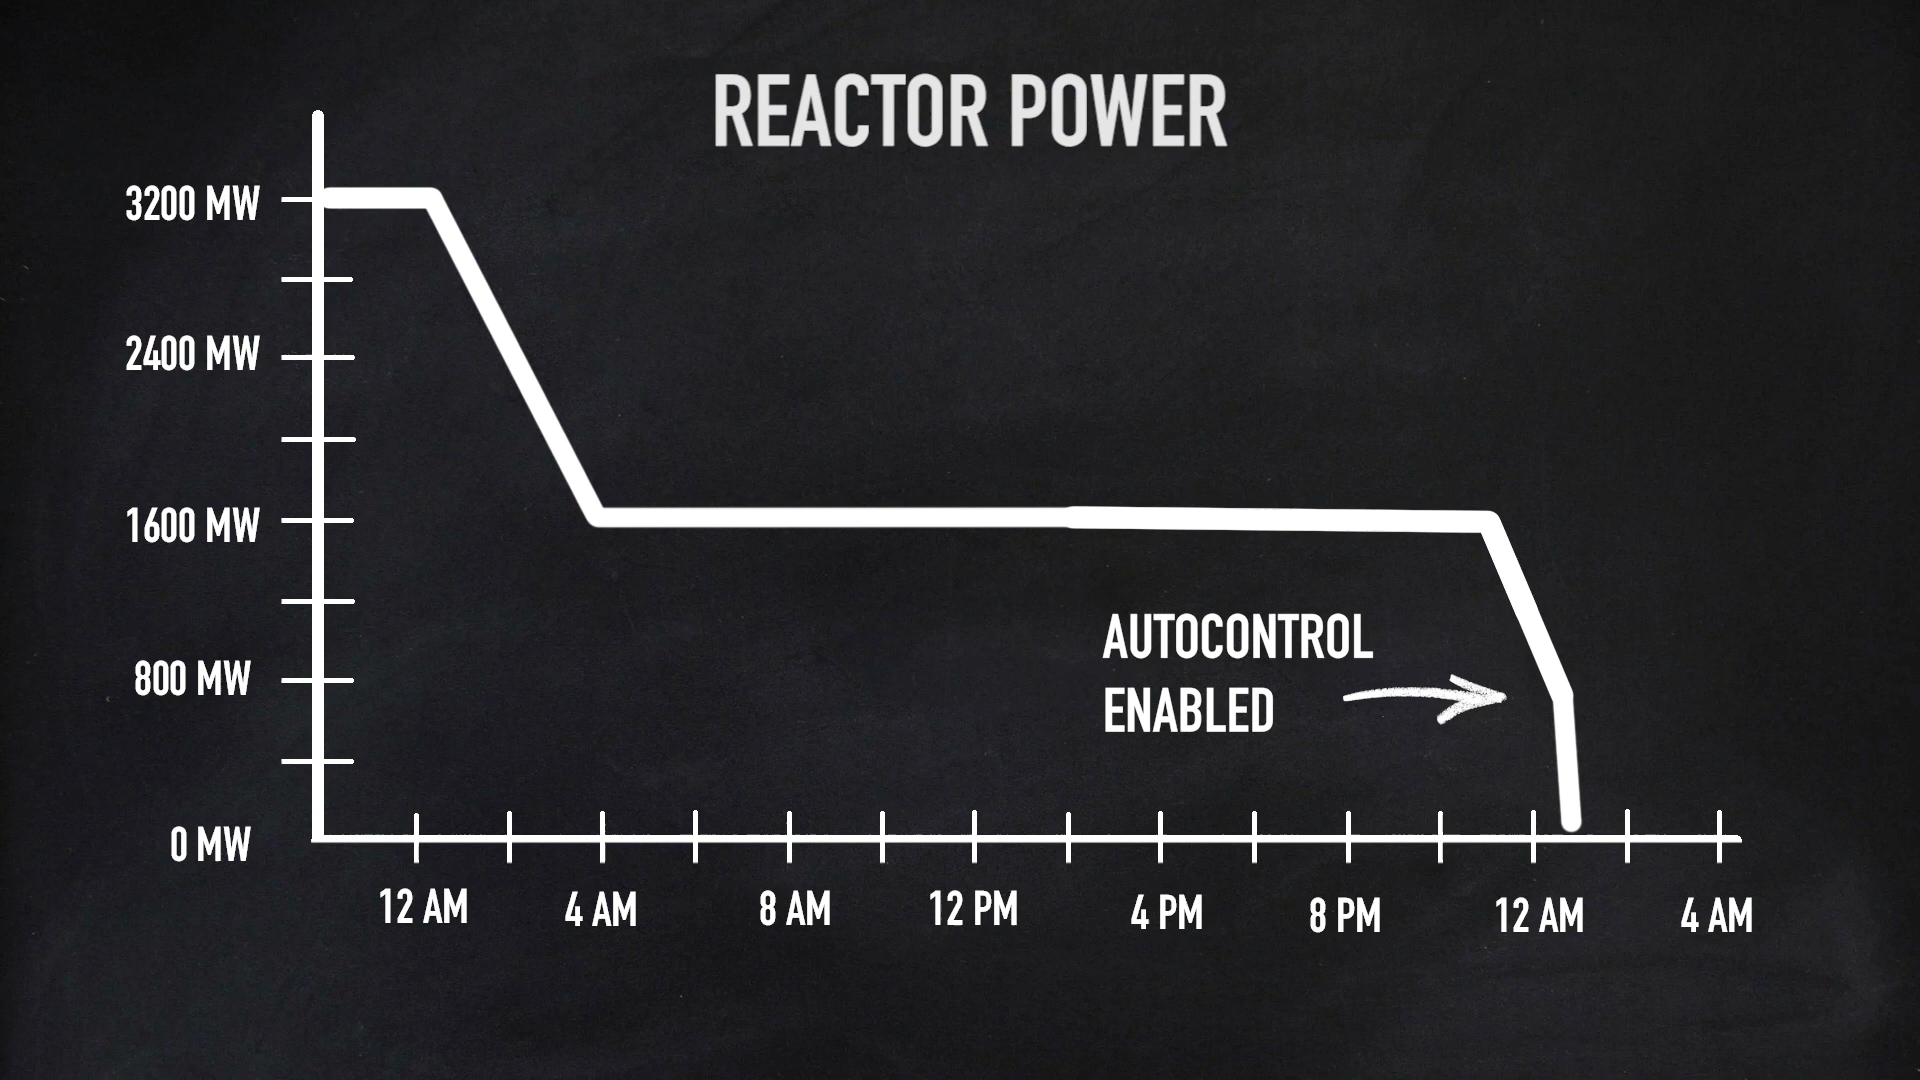 REACTOR POWER
3200 MW
2400 MW
1600 MW
800 MW
0 MW
AUTOCONTROL
ENABLED
12 AM
4 AM
8 AM
12 PM
4 PM
8 PM
12 AM
4 AM